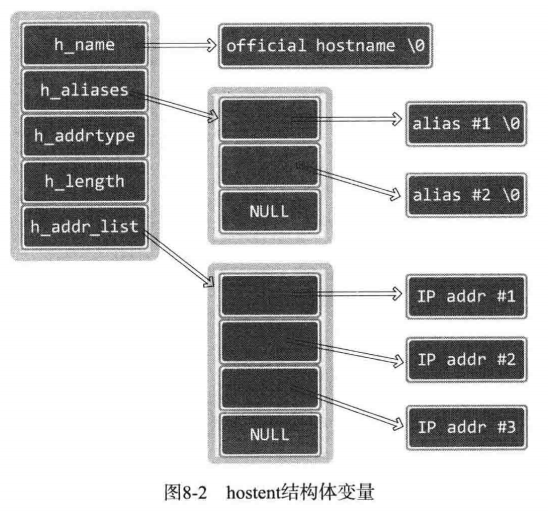 h_name
official hostname \0
h_aliases
h_addrtype
h_length
h_addr_list
alias #1 \0
alias #2 \0
NULL
IP addr #1
IP addr #2
IP addr #3
NULL
图8-2 hostent结构体变量